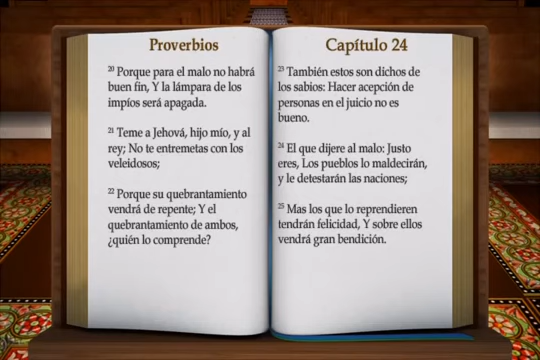 Proverbios
20 Porque para el malo no habrá
buen fin, Y la lámpara de los
impíos será apagada.
21 Teme a Jehová, hijo mío, y al
rey; No te entremetas con los
veleidosos;
22 Porque su quebrantamiento
vendrá de repente; Y el
quebrantamiento de ambos,
¿quién lo comprende?
Capítulo 24
23 También estos son dichos de
los sabios: Hacer acepción de
personas en el juicio no es
bueno.
24 El que dijere al malo: Justo
eres, Los pueblos lo maldecirán,
y le detestarán las naciones;
25 Mas los que lo reprendieren
tendrán felicidad, Y sobre ellos
vendrá gran bendición.